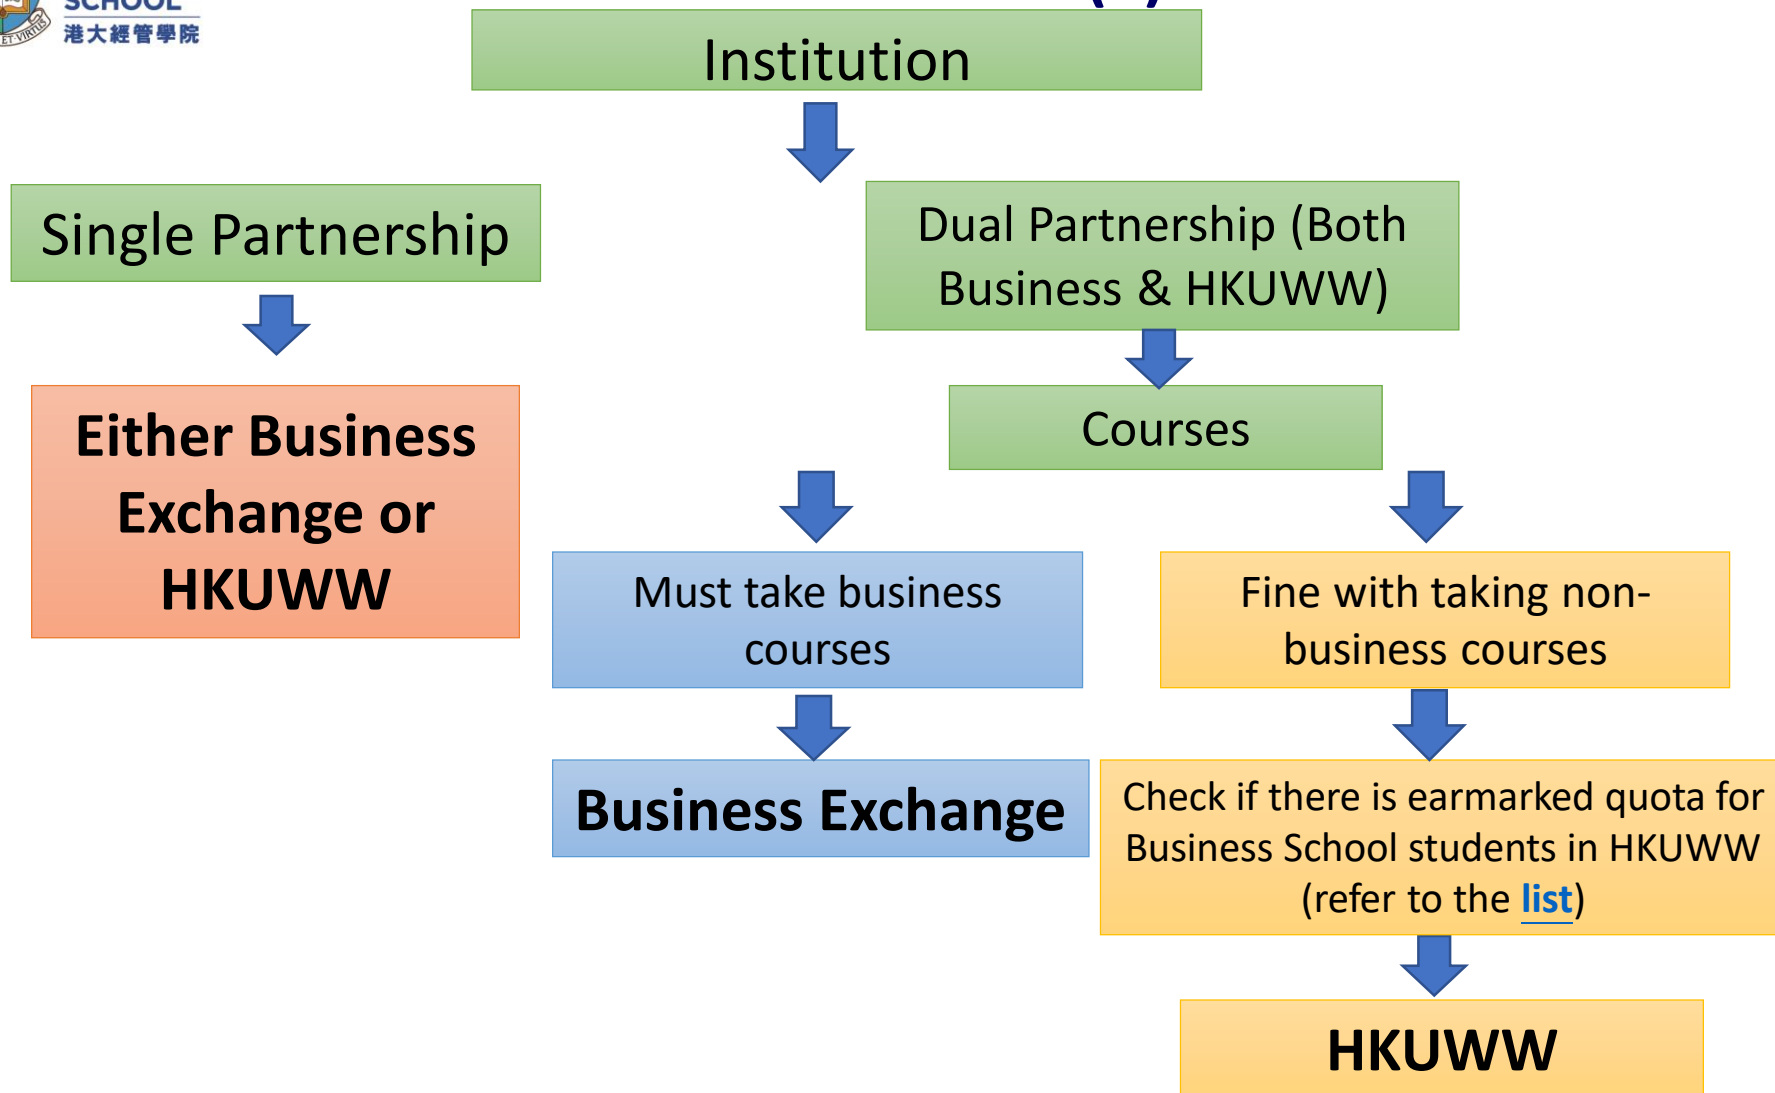 SCHOOL
港大經管學院
Institution
Single Partnership
Dual Partnership (Both
Business & HKUWW)
Either Business
Exchange or
HKUWW
Courses
Must take business
courses
Fine with taking non-
business courses
Business Exchange
Check if there is earmarked quota for
Business School students in HKUWW
(refer to the list)
HKUWW